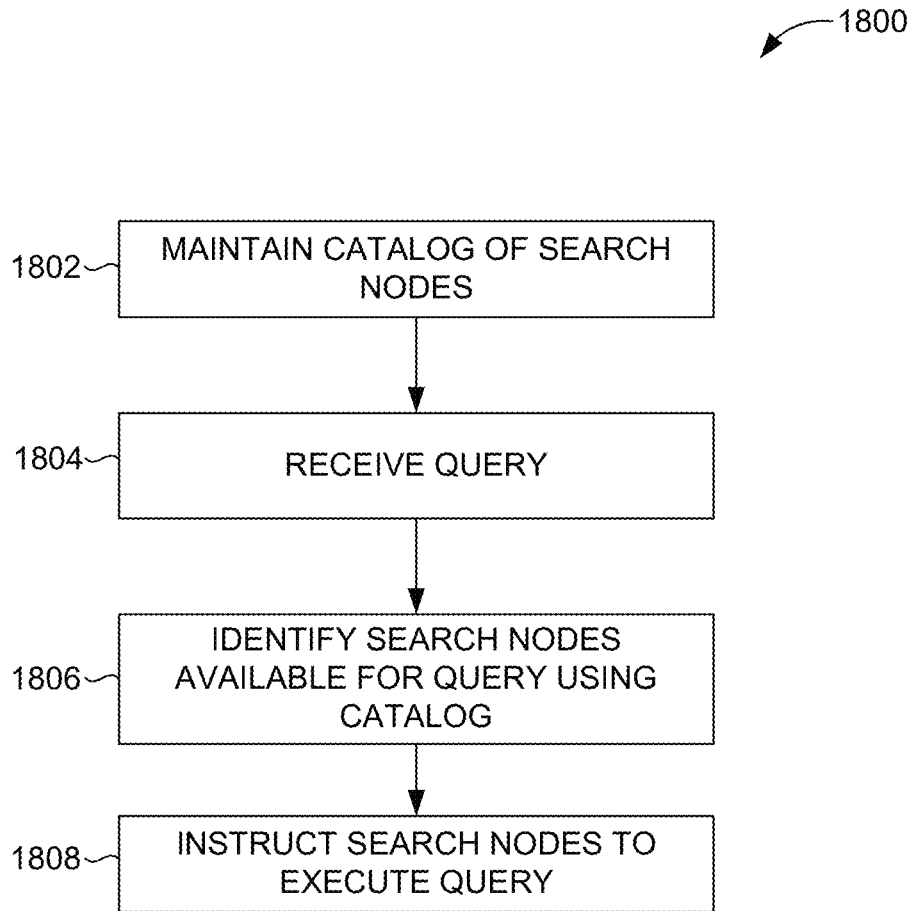 1800
1802
MAINTAIN CATALOG OF SEARCH
NODES
1804
RECEIVE QUERY
1806
IDENTIFY SEARCH NODES
AVAILABLE FOR QUERY USING
CATALOG
1808
INSTRUCT SEARCH NODES TO
EXECUTE QUERY